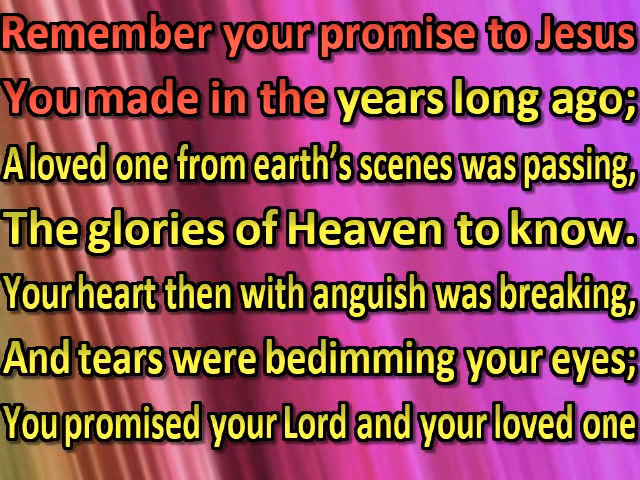 Remember your promise to Jesus
You made in the years long ago;
A loved one from earth's scenes was passing,
The glories of Heaven to know.
Your heart then with anguish was breaking,
And tears were bedimming your eyes;
You promised your Lord and your loved one